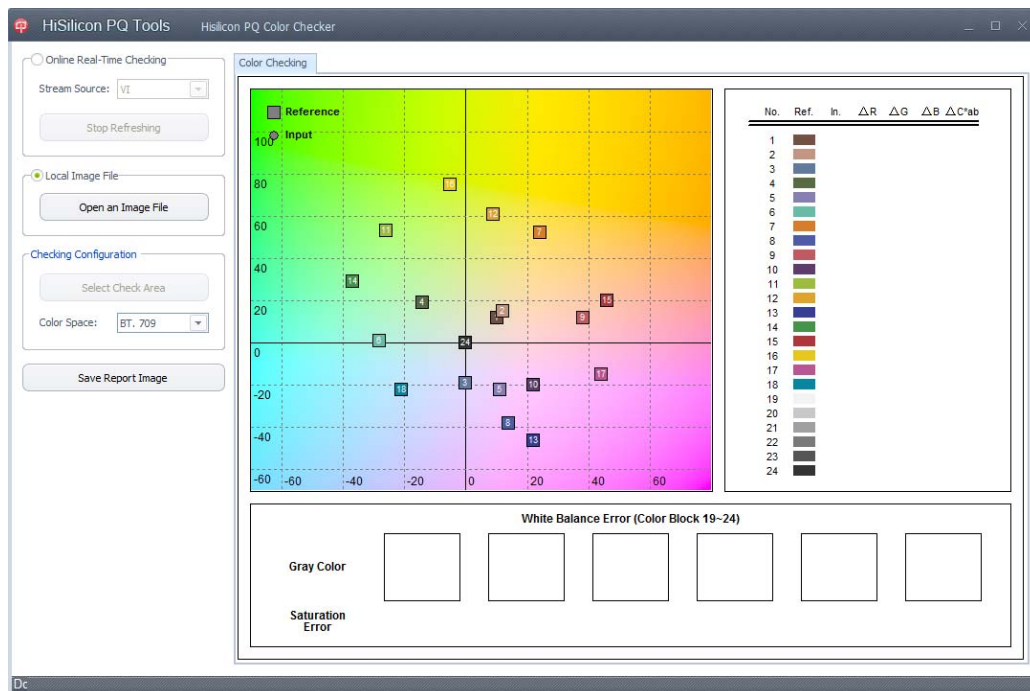 HiSilicon PQ Tools Hisilicon PQ Color Checker
Online Real-Time Checking
Stream Source: VI
Stop Refreshing
Local Image File
Open an Image File
Checking Configuration
Select Check Area
Color Space: BT. 709
Save Report Image
Color Checking
Reference
Input
100
80
60
40
20
0
-20
-40
-60 -60 -40 -20 0 20 40 60
16
12
11
7
14
4
2
15
9
6
24
3
5
10
17
18
8
13
No. Ref. In. △R △G △B △C*ab
1
2
3
4
5
6
7
8
9
10
11
12
13
14
15
16
17
18
19
20
21
22
23
24
White Balance Error (Color Block 19~24)
Gray Color
Saturation
Error
Dc